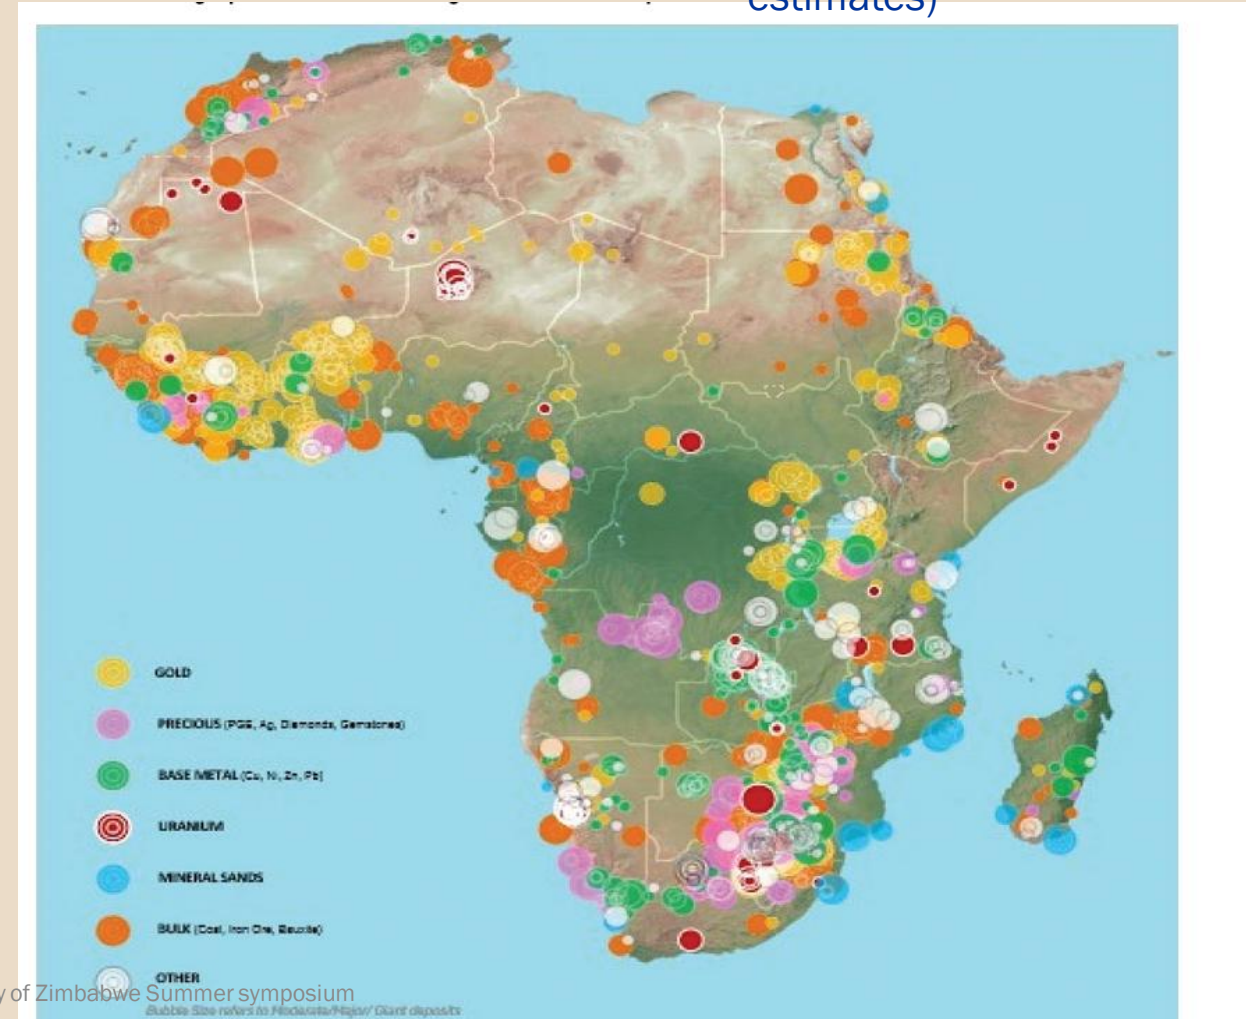 estimates)
GOLD
PRECIOUS (PGE, Ag, Diamonds, Gemstones)
BASE METAL (Cu, Ni, Zn, Pb)
URANIUM
MINERAL SANDS
BULK (Coal, Iron Ore, Bauxite)
OTHER
y of Zimbabwe Summer symposium
Bubble Size refers to Moderate/Major/ Giant deposits